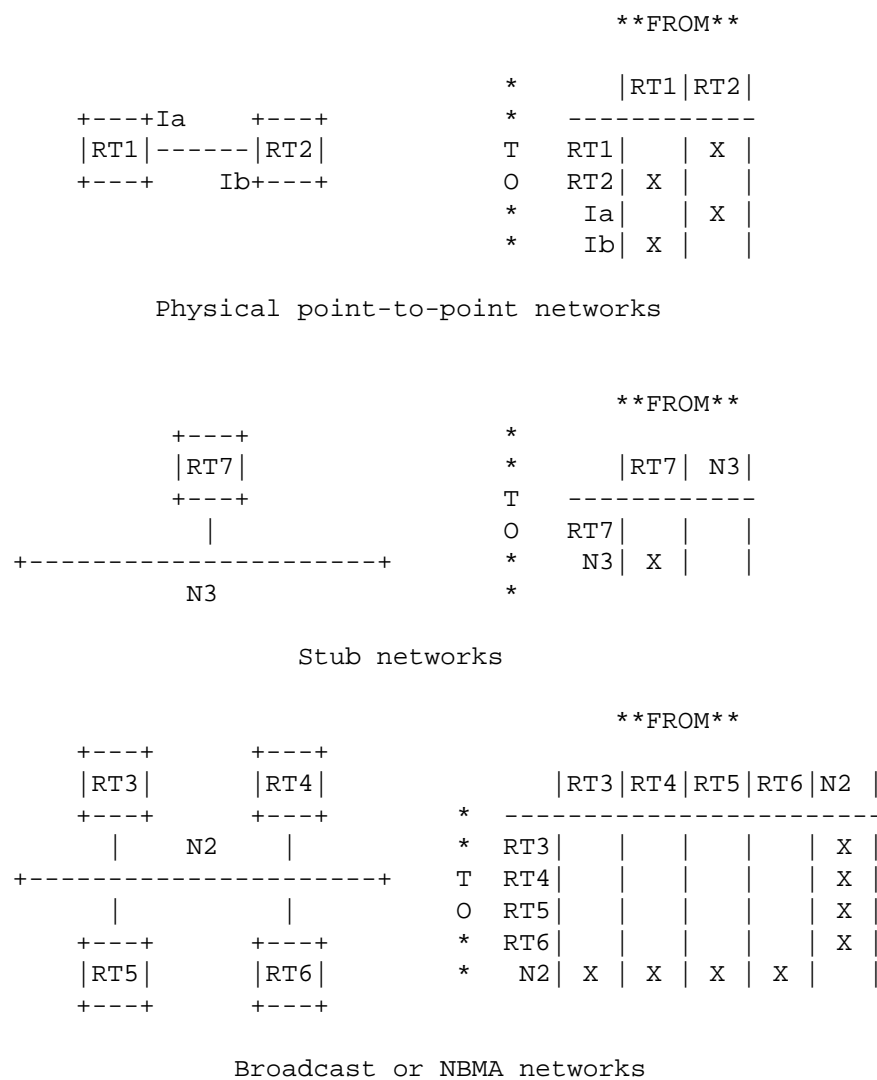 **FROM**

                                           *      |RT1|RT2|
                +---+Ia    +---+           *   ------------
                |RT1|------|RT2|           T   RT1|   | X |
                +---+    Ib+---+           O   RT2| X |   |
                                           *    Ia|   | X |
                                           *    Ib| X |   |

                     Physical point-to-point networks

                                                  **FROM**
                      +---+                *
                      |RT7|                *      |RT7| N3|
                      +---+                T   ------------
                        |                  O   RT7|   |   |
            +----------------------+       *    N3| X |   |
                       N3                  *

                              Stub networks

                                                  **FROM**
                +---+      +---+
                |RT3|      |RT4|              |RT3|RT4|RT5|RT6|N2 |
                +---+      +---+        *  ------------------------
                  |    N2    |          *  RT3|   |   |   |   | X |
            +----------------------+    T  RT4|   |   |   |   | X |
                  |          |          O  RT5|   |   |   |   | X |
                +---+      +---+        *  RT6|   |   |   |   | X |
                |RT5|      |RT6|        *   N2| X | X | X | X |   |
                +---+      +---+

                          Broadcast or NBMA networks